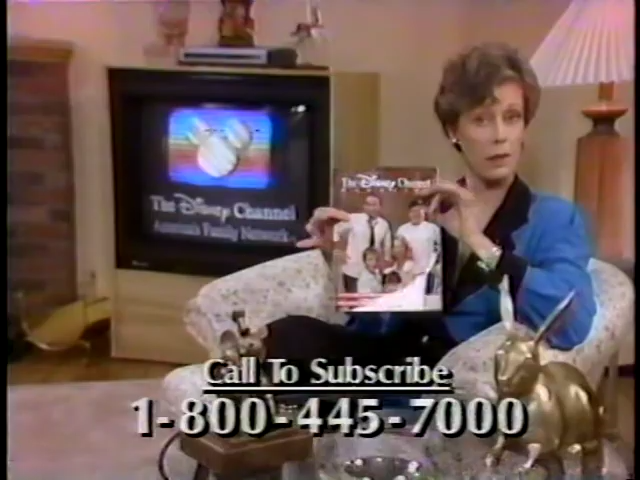 The Disney Channel
America's Family Network
The Disney Channel
Call To Subscribe
1-800-445-7000